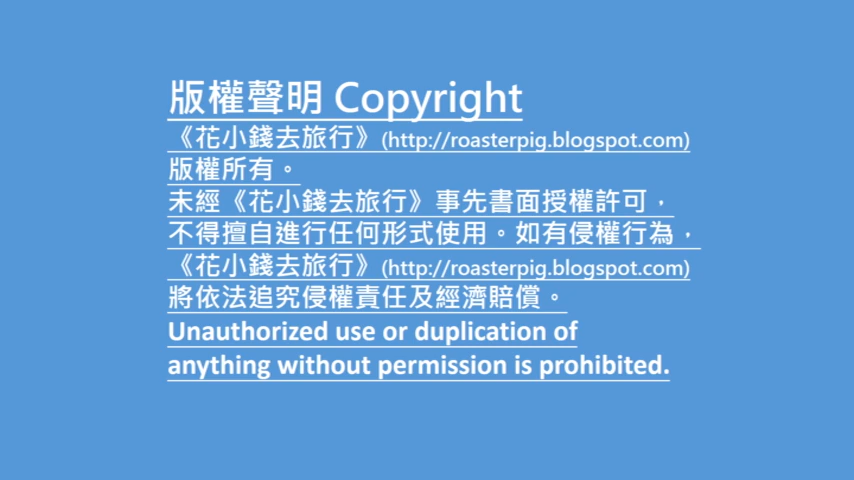 版權聲明 Copyright
《花小錢去旅行》(http://roasterpig.blogspot.com)
版權所有。
未經《花小錢去旅行》事先書面授權許可，
不得擅自進行任何形式使用。如有侵權行為，
《花小錢去旅行》(http://roasterpig.blogspot.com)
將依法追究侵權責任及經濟賠償。
Unauthorized use or duplication of
anything without permission is prohibited.